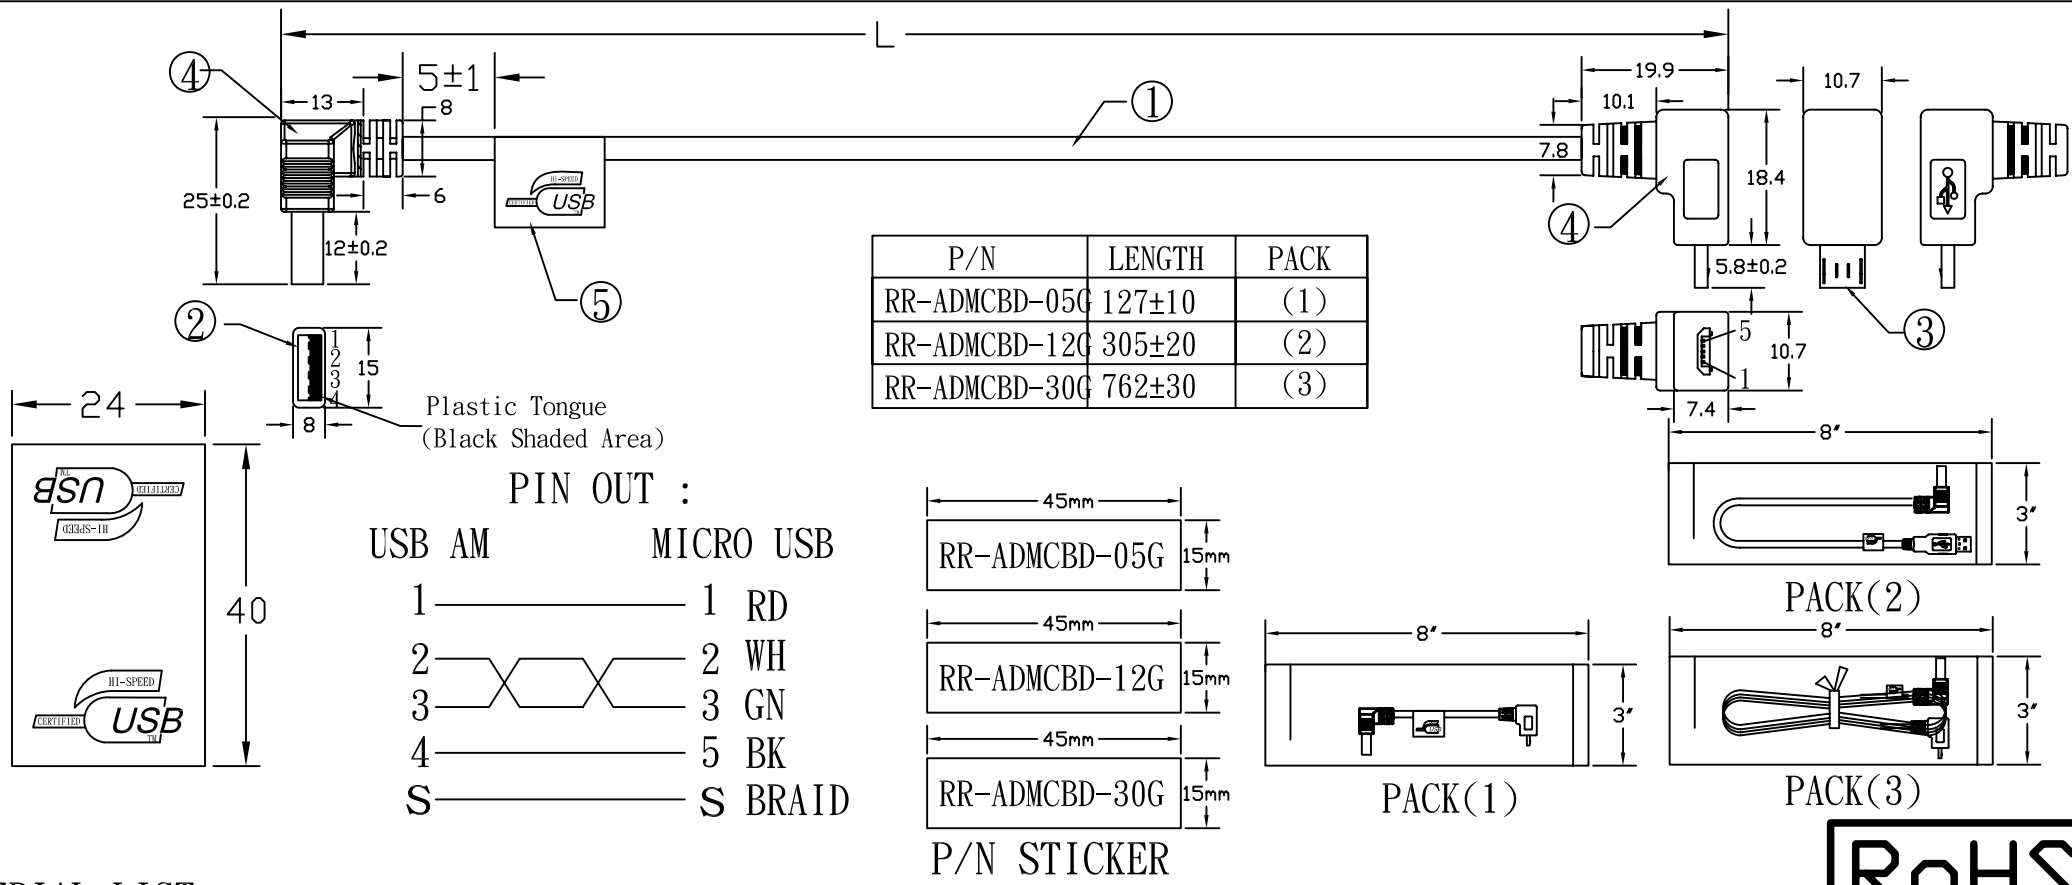 L
④
5±1
13
8
①
19.9
10.1
10.7
7.8
25±0.2
6
HI-SPEED
CERTIFIED USB
TM
18.4
④
12±0.2
⑤
5.8±0.2
P/N LENGTH PACK
RR-ADMCBD-05G 127±10 (1)
RR-ADMCBD-12G 305±20 (2)
RR-ADMCBD-30G 762±30 (3)
③
②
1
2
3
4
15
8
Plastic Tongue
(Black Shaded Area)
5
1
10.7
7.4
24
40
CERTIFIED USB
TM
HI-SPEED
HI-SPEED
CERTIFIED USB
TM
PIN OUT :
USB AM MICRO USB
1 1 RD
2 2 WH
3 3 GN
4 5 BK
S S BRAID
45mm
RR-ADMCBD-05G
15mm
45mm
RR-ADMCBD-12G
15mm
45mm
RR-ADMCBD-30G
15mm
P/N STICKER
8"
3"
PACK(1)
8"
3"
PACK(2)
8"
3"
PACK(3)
RoHS